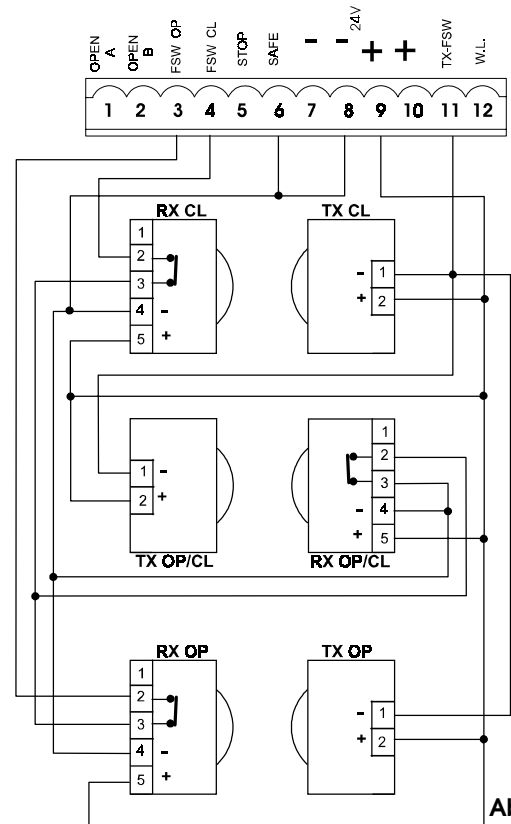 OPEN A
OPEN B
FSW OP
FSW CL
STOP
SAFE
-
- 24V
+
+
TX-FSW
W.L.
1 2 3 4 5 6 7 8 9 10 11 12
RX CL
1
2
3
4 -
5 +
TX CL
- 1
+ 2
TX OP/CL
1 -
2 +
RX OP/CL
1
2
3
- 4
+ 5
RX OP
1
2
3
4 -
5 +
TX OP
- 1
+ 2